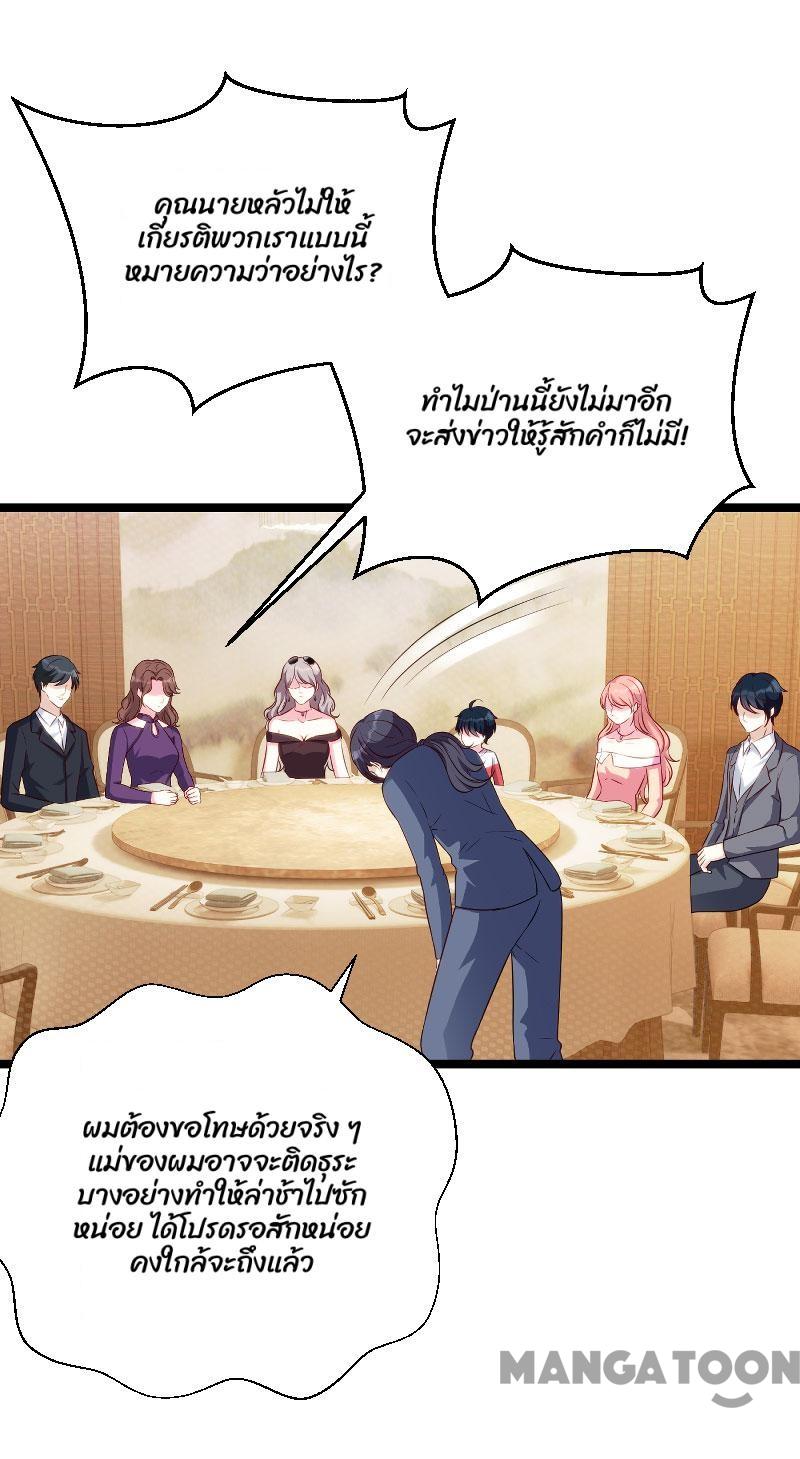 คุณนายหลัวไม่ให้
เกียรติพวกเราแบบนี้
หมายความว่าอย่างไร?
ทำไมป่านนี้ยังไม่มาอีก
จะส่งข่าวให้รู้สักคำก็ไม่มี!
ผมต้องขอโทษด้วยจริง ๆ
แม่ของผมอาจจะติดธุระ
บางอย่างทำให้ล่าช้าไปซัก
หน่อย ได้โปรดรอสักหน่อย
คงใกล้จะถึงแล้ว
MANGATOON